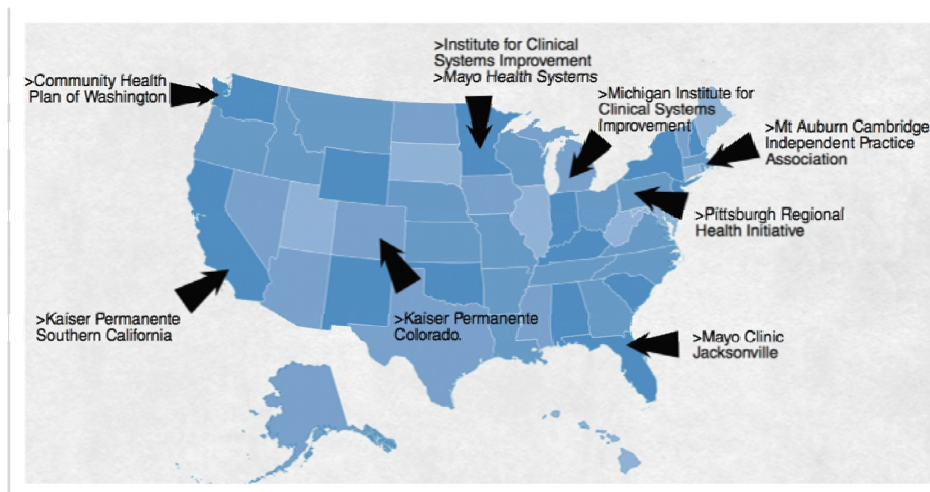 >Institute for Clinical
Systems Improvement
>Mayo Health Systems
>Community Health
Plan of Washington
>Michigan Institute for
Clinical Systems
Improvement
>Mt Auburn Cambridge
Independent Practice
Association
>Pittsburgh Regional
Health Initiative
>Kaiser Permanente
Southern California
>Kaiser Permanente
Colorado.
>Mayo Clinic
Jacksonville